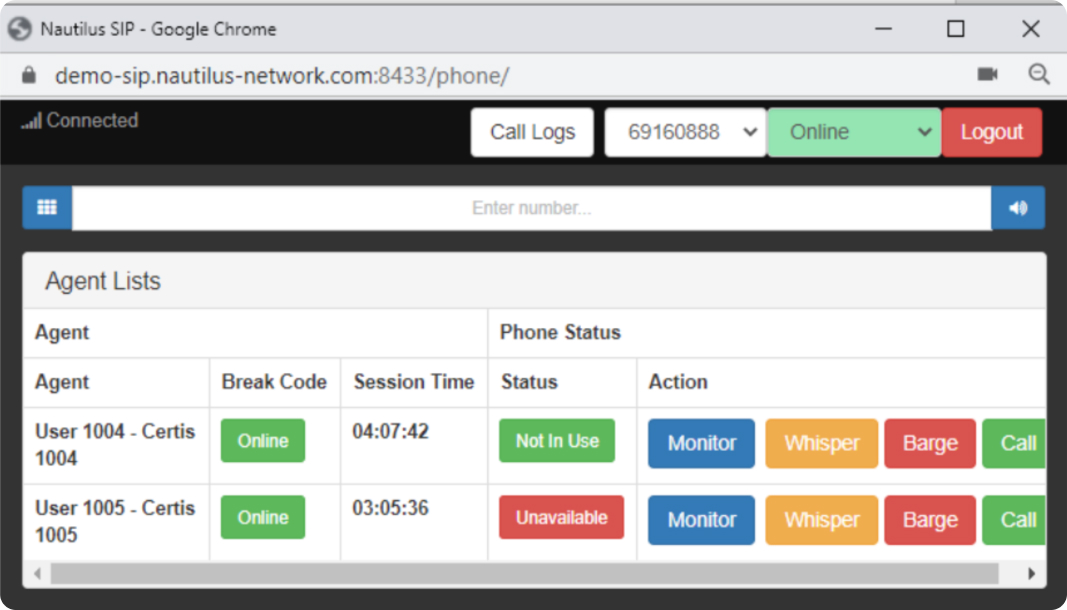 Nautilus SIP - Google Chrome
demo-sip.nautilus-network.com:8433/phone/
Connected
Call Logs
69160888
Online
Logout
Enter number...
Agent Lists
Agent
Phone Status
Agent
Break Code
Session Time
Status
Action
User 1004 - Certis
1004
Online
04:07:42
Not In Use
Monitor
Whisper
Barge
Call
User 1005 - Certis
1005
Online
03:05:36
Unavailable
Monitor
Whisper
Barge
Call